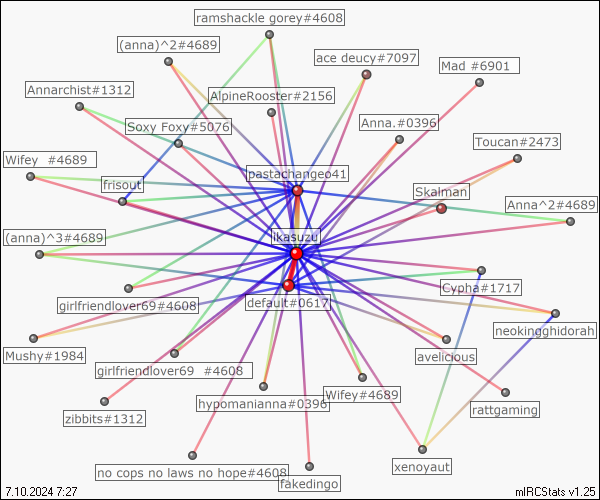 ramshackle gorey#4608
(anna)^2#4689
ace deucy#7097
Mad #6901
Annarchist#1312
AlpineRooster#2156
Soxy Foxy#5076
Anna.#0396
Toucan#2473
Wifey  #4689
pastachangeo41
frisout
Skalman
Anna^2#4689
(anna)^3#4689
ikasuzu
Cypha#1717
girlfriendlover69#4608
default#0617
neokingghidorah
Mushy#1984
avelicious
girlfriendlover69  #4608
Wifey#4689
hypomanianna#0396
rattgaming
zibbits#1312
no cops no laws no hope#4608
xenoyaut
fakedingo
7.10.2024 7:27
mIRCStats v1.25